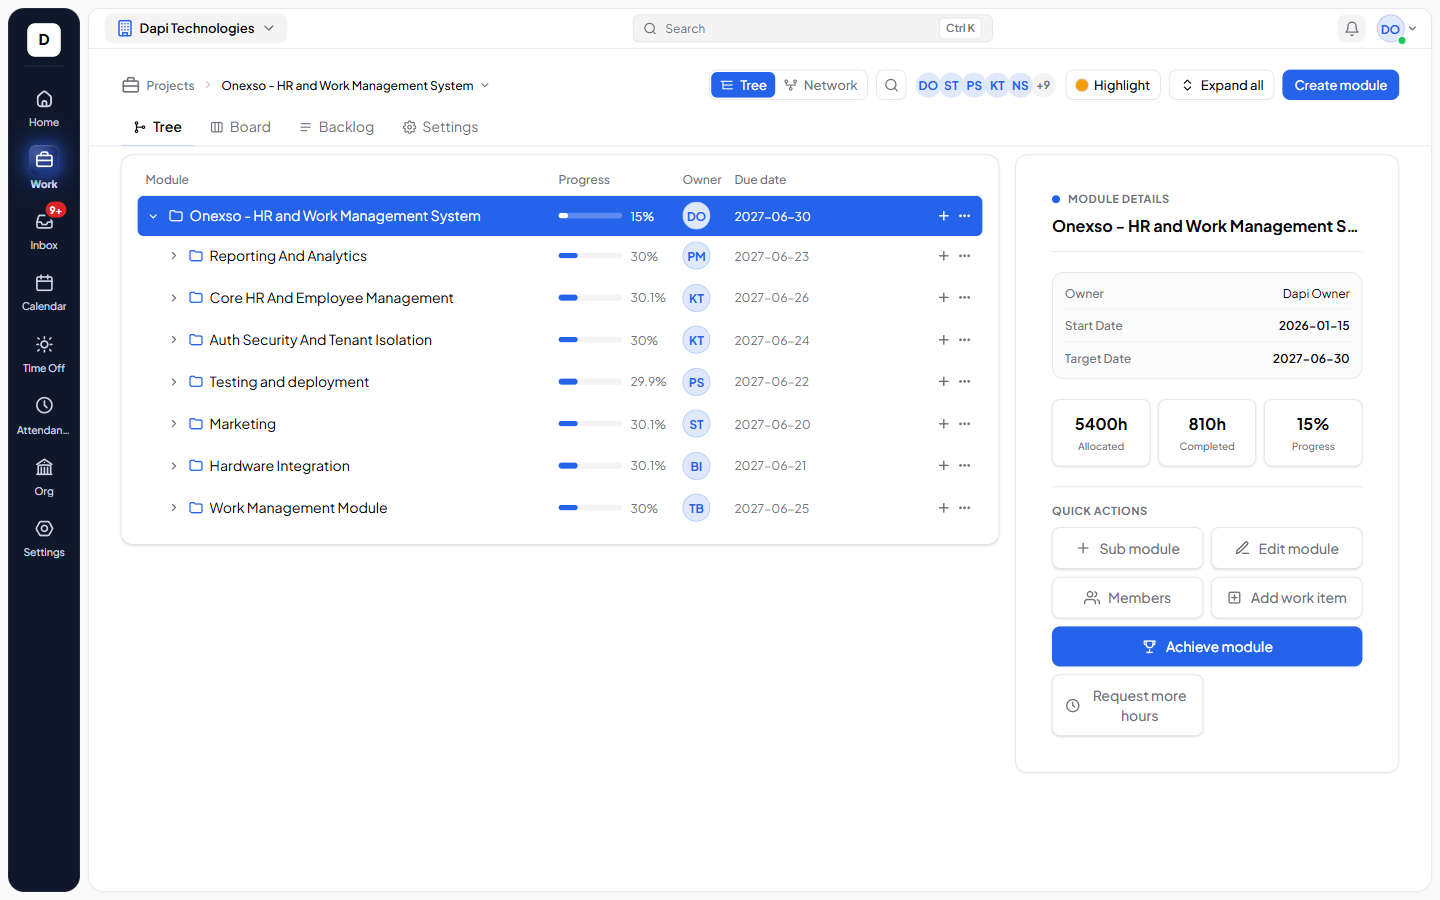 D
Dapi Technologies
Search
Ctrl K
DO
Home
Work
9+
Inbox
Calendar
Time Off
Attendan...
Org
Settings
Projects
Onexso - HR and Work Management System
Tree
Network
DO ST PS KT NS +9
Highlight
Expand all
Create module
Tree
Board
Backlog
Settings
Module Progress Owner Due date
Onexso - HR and Work Management System 15% DO 2027-06-30
Reporting And Analytics 30% PM 2027-06-23
Core HR And Employee Management 30.1% KT 2027-06-26
Auth Security And Tenant Isolation 30% KT 2027-06-24
Testing and deployment 29.9% PS 2027-06-22
Marketing 30.1% ST 2027-06-20
Hardware Integration 30.1% BI 2027-06-21
Work Management Module 30% TB 2027-06-25
MODULE DETAILS
Onexso - HR and Work Management S...
Owner Dapi Owner
Start Date 2026-01-15
Target Date 2027-06-30
5400h 810h 15%
Allocated Completed Progress
QUICK ACTIONS
Sub module
Edit module
Members
Add work item
Achieve module
Request more
hours